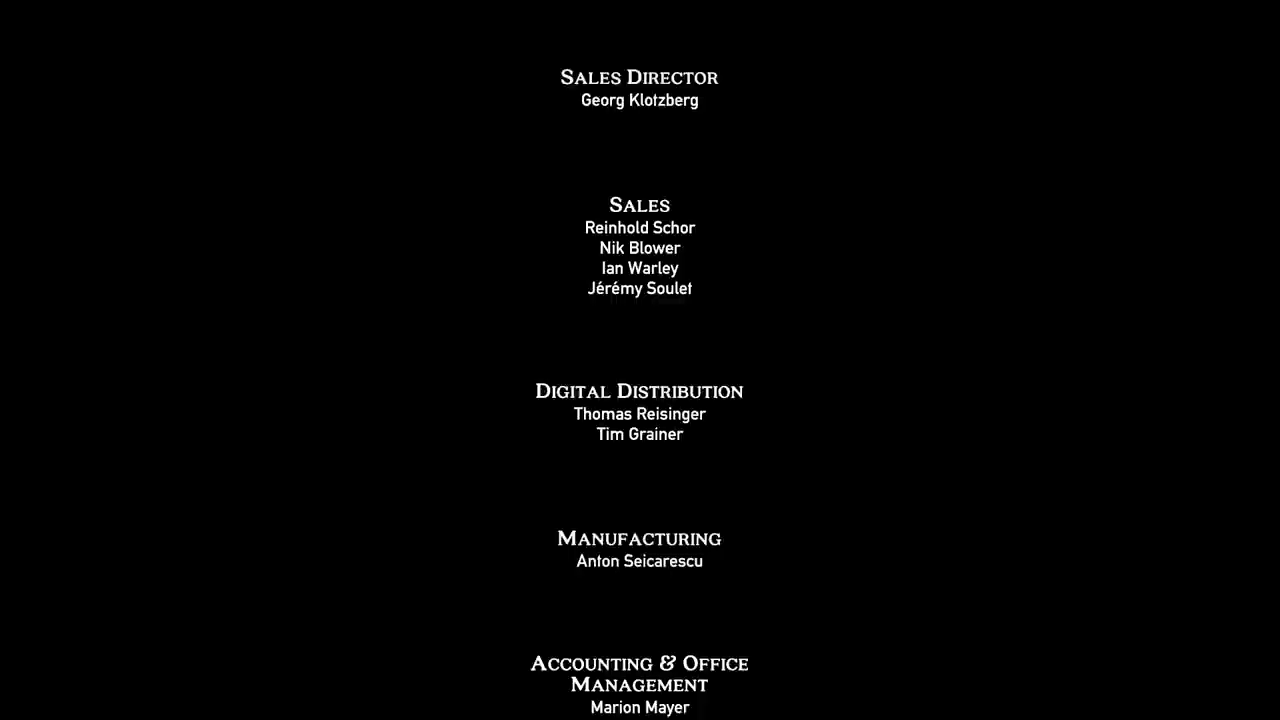 Sales Director
Georg Klotzberg
Sales
Reinhold Schor
Nik Blower
Ian Warley
Jérémy Soulet
Digital Distribution
Thomas Reisinger
Tim Grainer
Manufacturing
Anton Seicarescu
Accounting & Office
Management
Marion Mayer